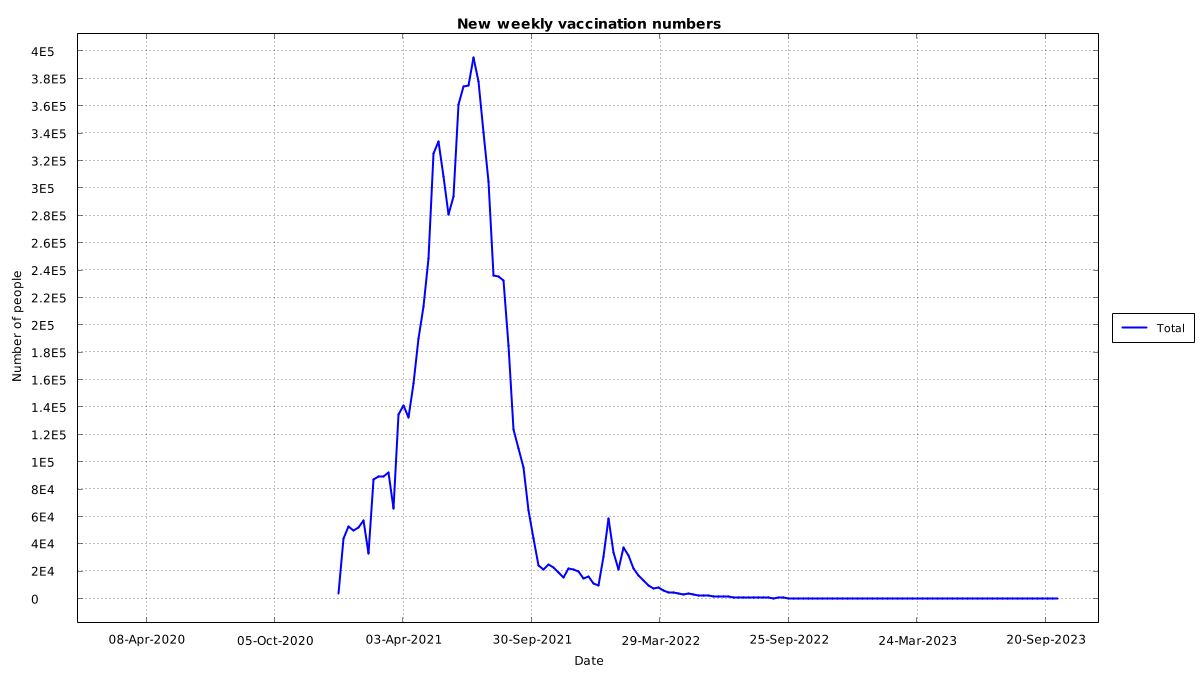 New weekly vaccination numbers
4E5
3.8E5
3.6E5
3.4E5
3.2E5
3E5
2.8E5
2.6E5
2.4E5
2.2E5
2E5
1.8E5
1.6E5
1.4E5
1.2E5
1E5
8E4
6E4
4E4
2E4
0
Number of people
08-Apr-2020 05-Oct-2020 03-Apr-2021 30-Sep-2021 29-Mar-2022 25-Sep-2022 24-Mar-2023 20-Sep-2023
Date
Total